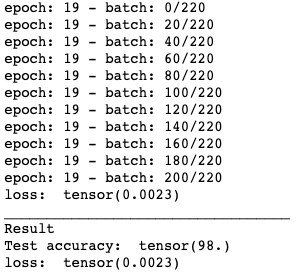 epoch: 19 - batch: 0/220
epoch: 19 - batch: 20/220
epoch: 19 - batch: 40/220
epoch: 19 - batch: 60/220
epoch: 19 - batch: 80/220
epoch: 19 - batch: 100/220
epoch: 19 - batch: 120/220
epoch: 19 - batch: 140/220
epoch: 19 - batch: 160/220
epoch: 19 - batch: 180/220
epoch: 19 - batch: 200/220
loss:  tensor(0.0023)
Result
Test accuracy:  tensor(98.)
loss:  tensor(0.0023)